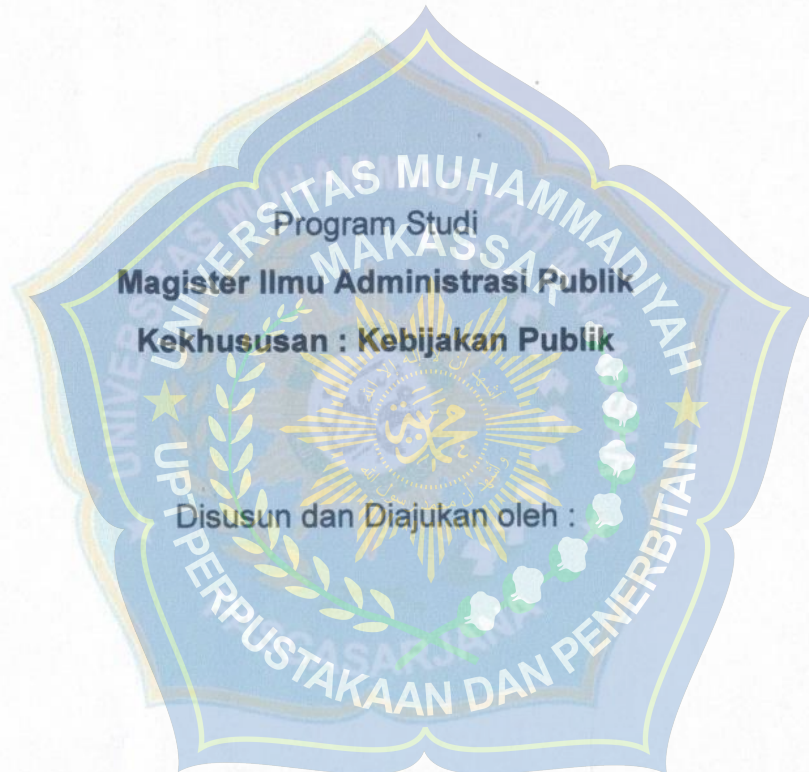 UNIVERSITAS MUHAMMADIYAH
MAKASSAR
Program Studi
Magister Ilmu Administrasi Publik
Kekhususan : Kebijakan Publik
Disusun dan Diajukan oleh :
UPT PERPUSTAKAAN DAN PENERBITAN